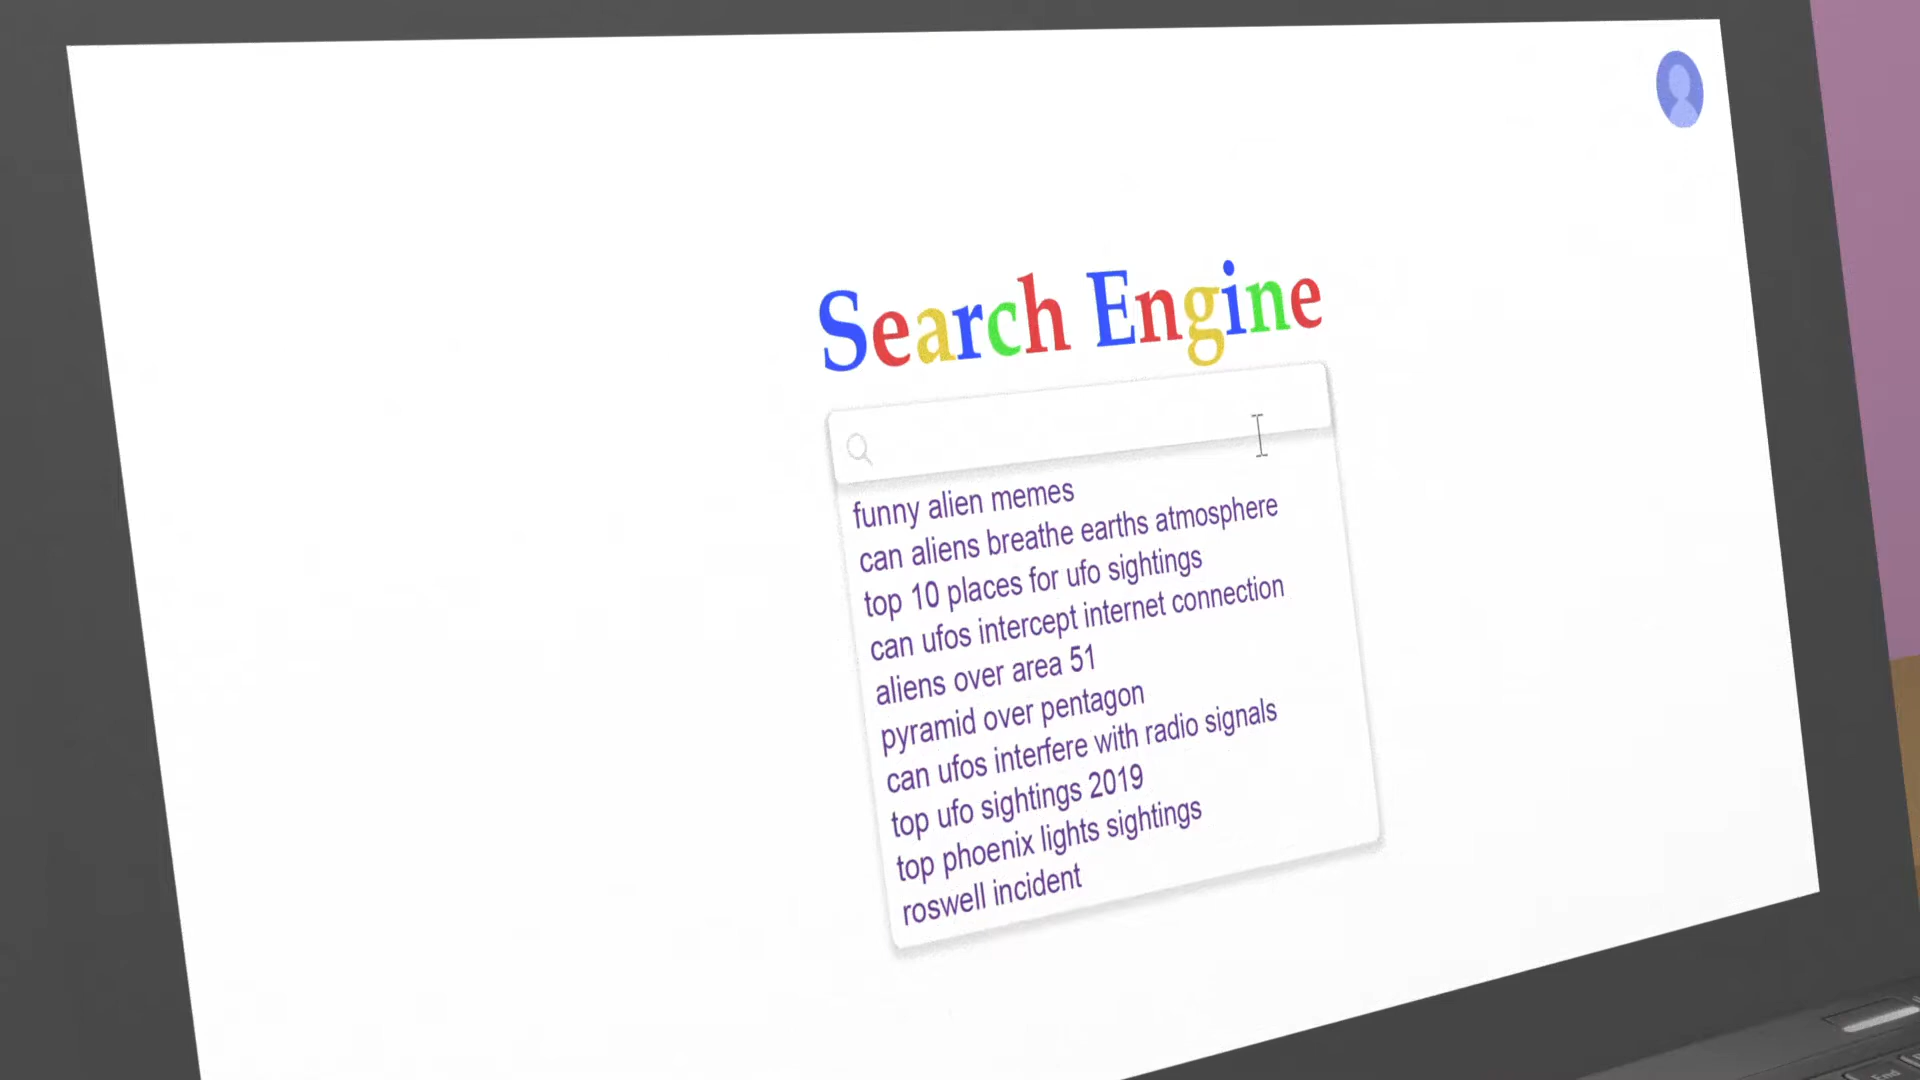 Search Engine
funny alien memes
can aliens breathe earths atmosphere
top 10 places for ufo sightings
can ufos intercept internet connection
aliens over area 51
pyramid over pentagon
can ufos interfere with radio signals
top ufo sightings 2019
top phoenix lights sightings
roswell incident
End